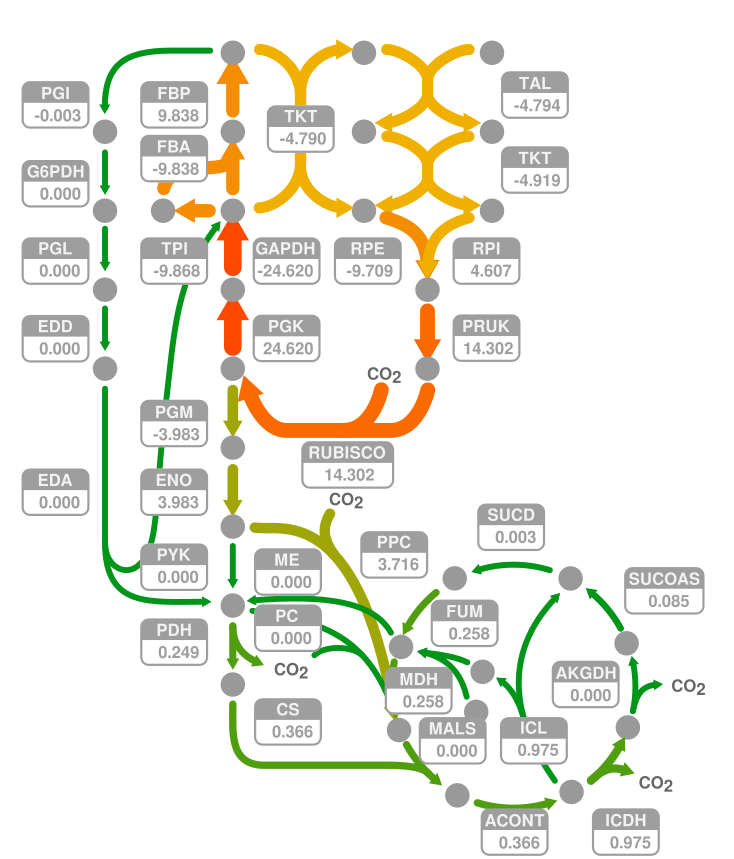 PGI
-0.003
FBP
9.838
TKT
-4.790
TAL
-4.794
G6PDH
0.000
FBA
-9.838
TKT
-4.919
PGL
0.000
TPI
-9.868
GAPDH
-24.620
RPE
-9.709
RPI
4.607
EDD
0.000
PGK
24.620
PRUK
14.302
CO2
PGM
-3.983
RUBISCO
14.302
EDA
0.000
ENO
3.983
CO2
PYK
0.000
ME
0.000
PPC
3.716
SUCD
0.003
SUCOAS
0.085
PDH
0.249
PC
0.000
FUM
0.258
CO2
MDH
0.258
AKGDH
0.000
CO2
CS
0.366
MALS
0.000
ICL
0.975
CO2
ACONT
0.366
ICDH
0.975